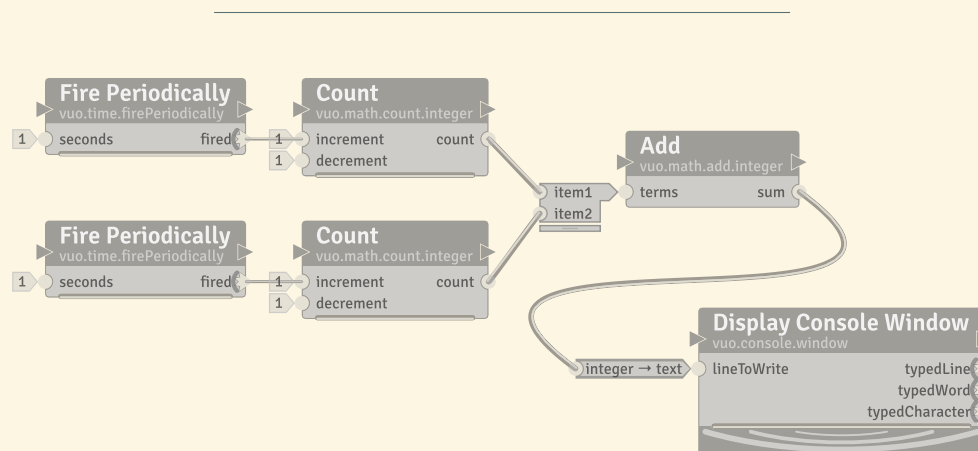 Fire Periodically
vuo.time.firePeriodically
1 seconds fired
Count
vuo.math.count.integer
1 increment count
1 decrement
Add
vuo.math.add.integer
terms sum
item1
item2
Fire Periodically
vuo.time.firePeriodically
1 seconds fired
Count
vuo.math.count.integer
1 increment count
1 decrement
integer → text
Display Console Window
vuo.console.window
lineToWrite typedLine
typedWord
typedCharacter